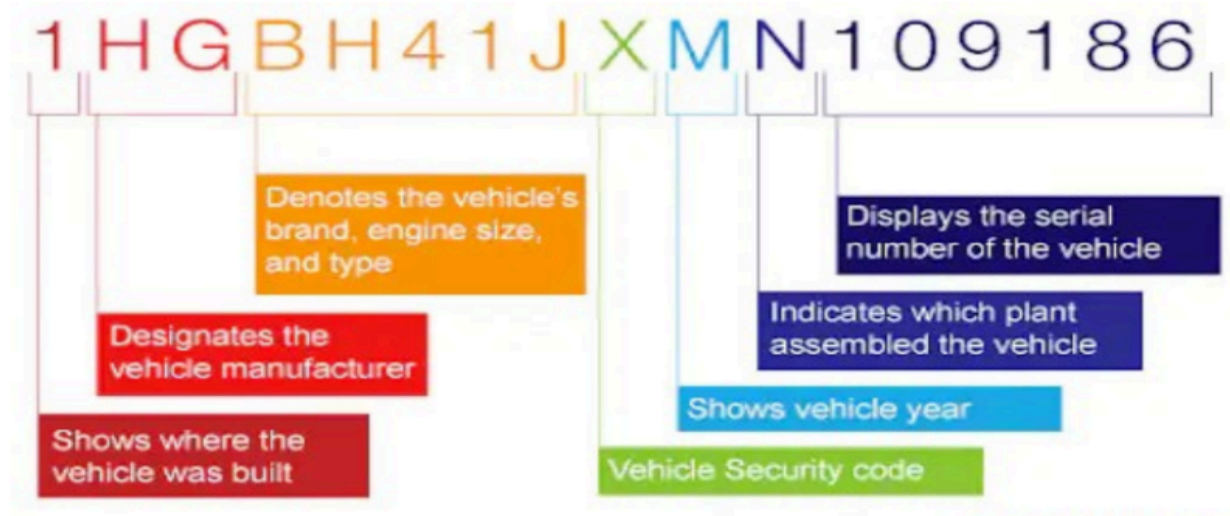 1HGBH41JXMN109186
Denotes the vehicle's
brand, engine size,
and type
Displays the serial
number of the vehicle
Indicates which plant
assembled the vehicle
Designates the
vehicle manufacturer
Shows vehicle year
Shows where the
vehicle was built
Vehicle Security code